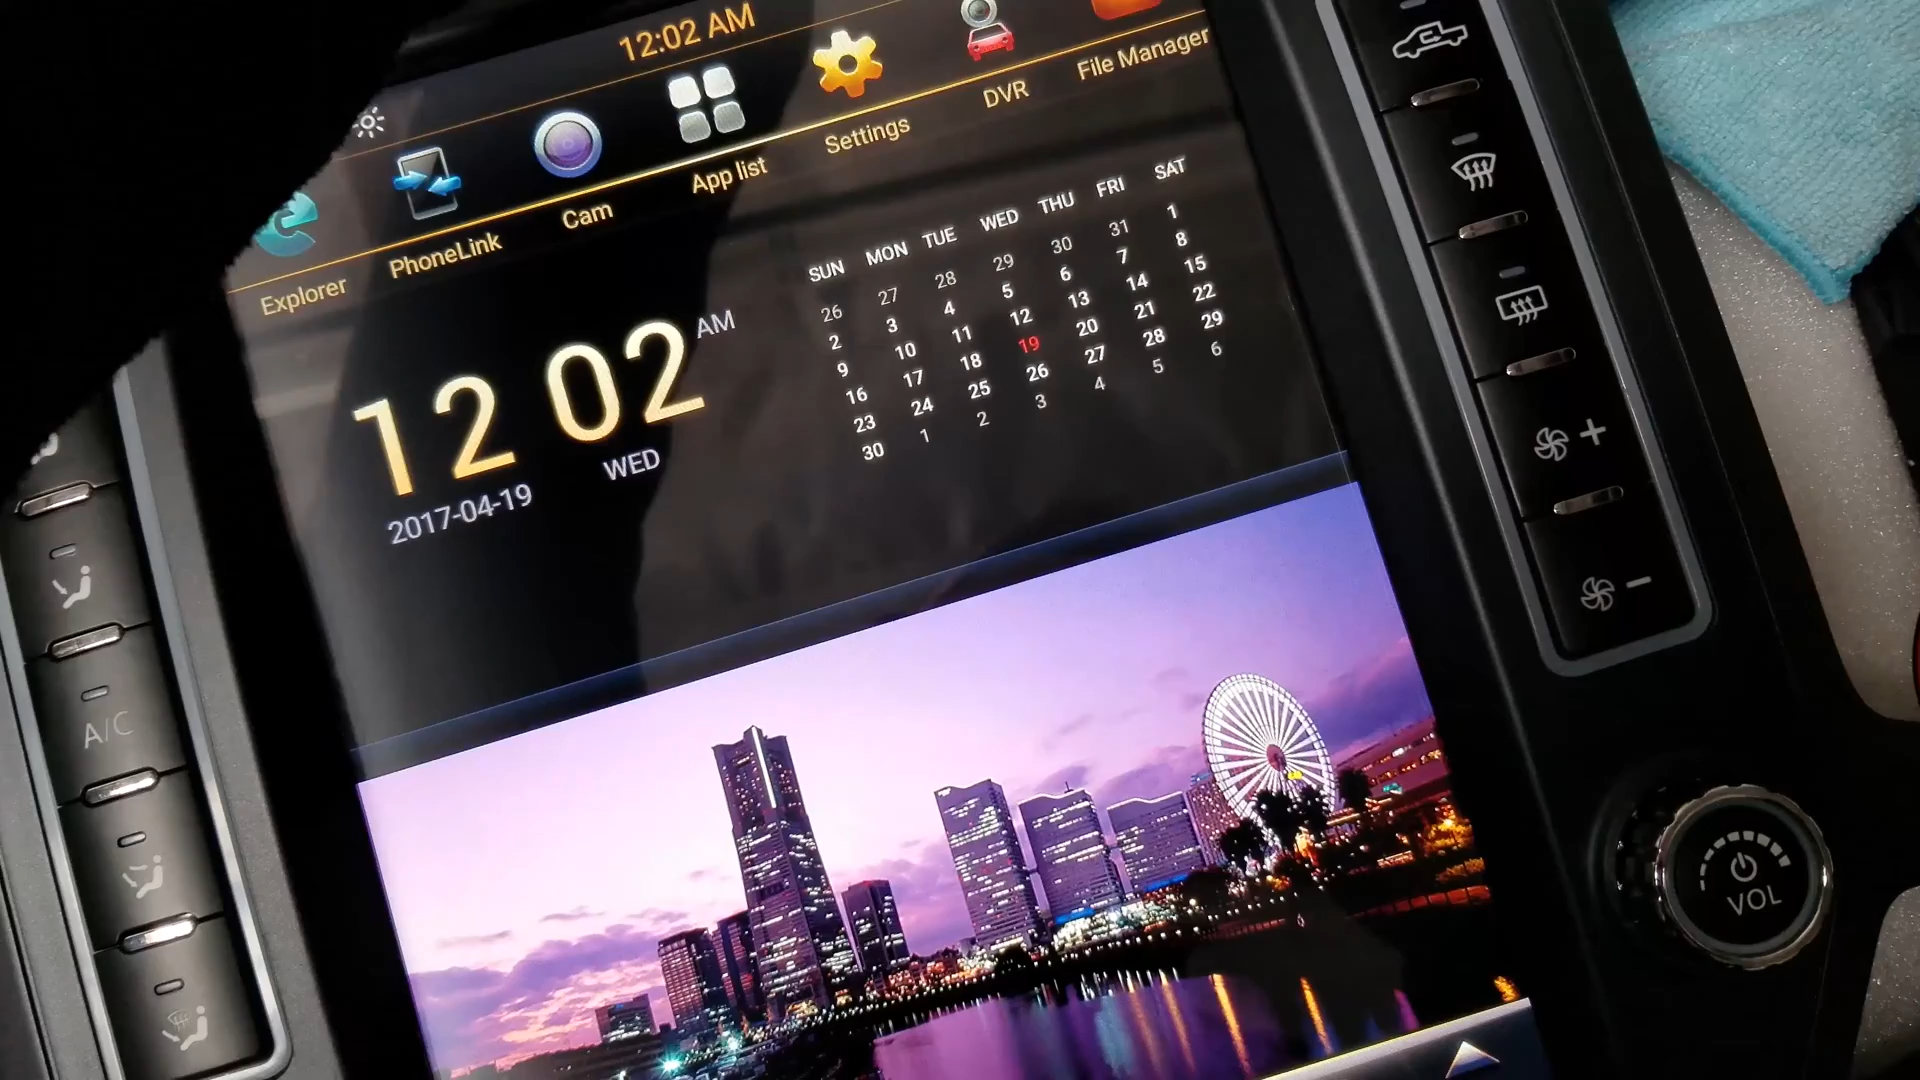 12:02 AM
Explorer
PhoneLink
Cam
App list
Settings
DVR
File Manager
12 02 AM
2017-04-19
WED
SUN MON TUE WED THU FRI SAT
26 27 28 29 30 31 1
2 3 4 5 6 7 8
9 10 11 12 13 14 15
16 17 18 19 20 21 22
23 24 25 26 27 28 29
30 1 2 3 4 5 6
A/C
+
-
VOL